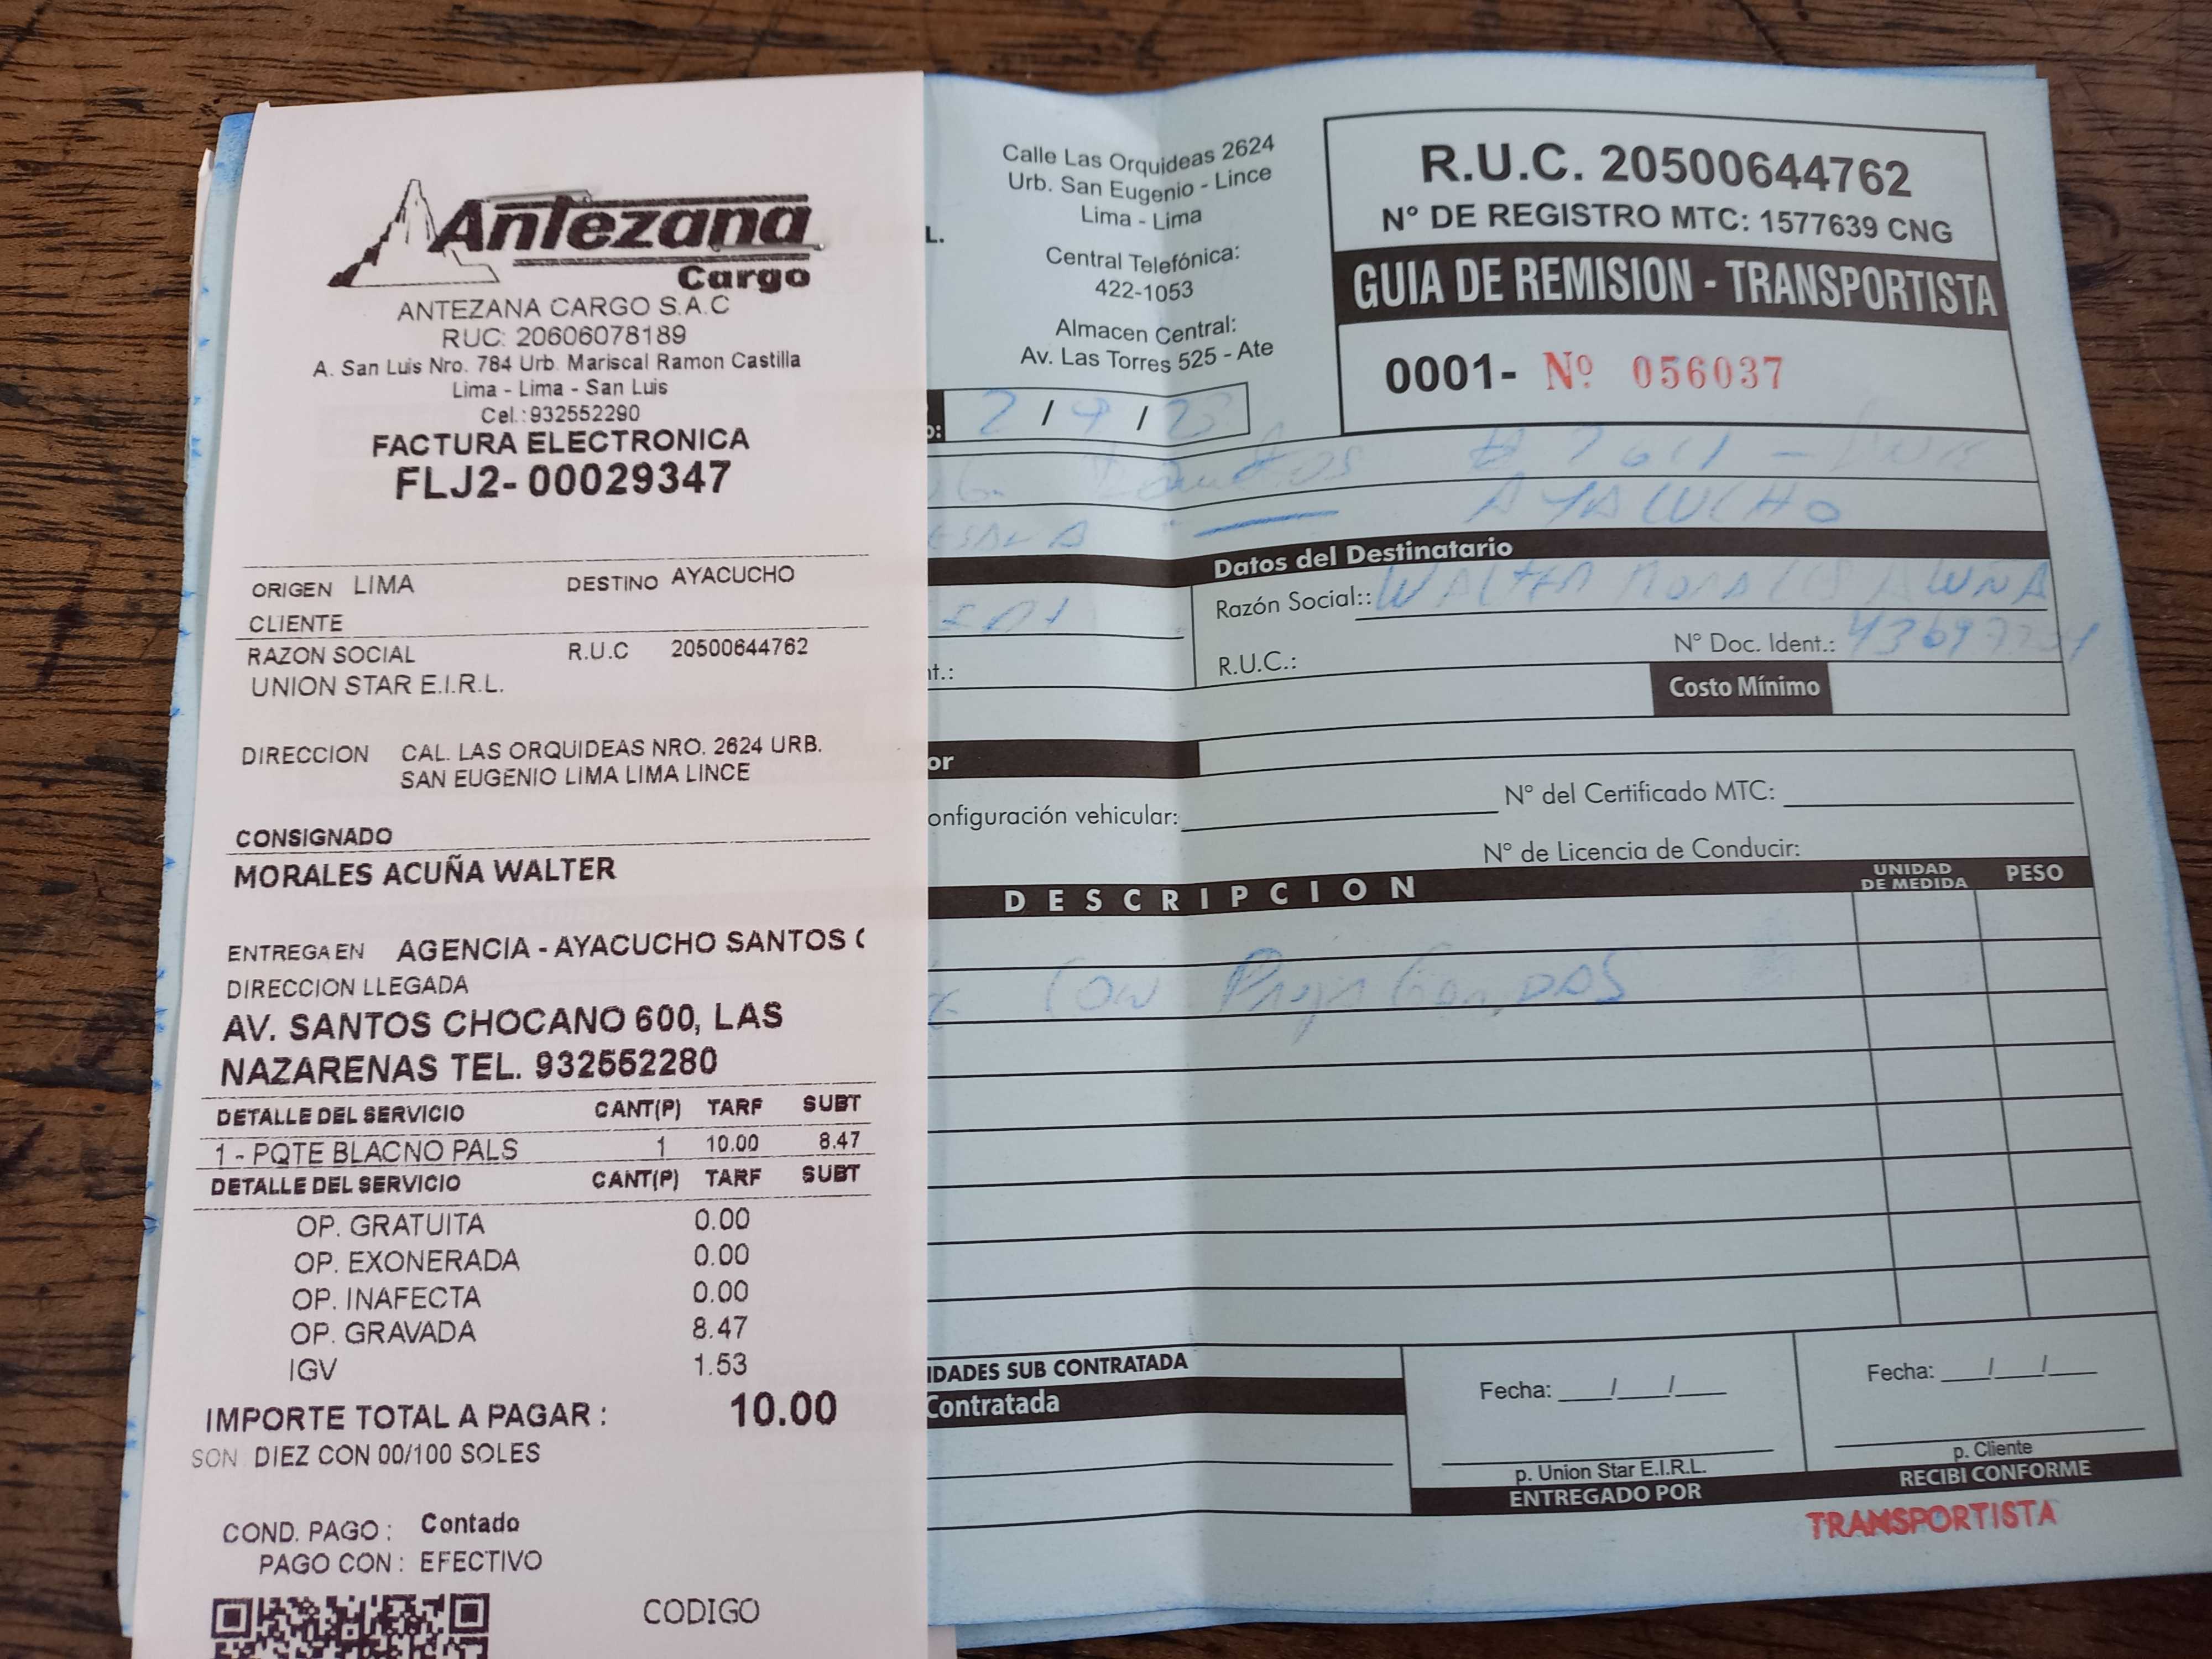 Antezana
Cargo
ANTEZANA CARGO S.A.C
RUC: 20606078189
A. San Luis Nro. 784 Urb. Mariscal Ramon Castilla
Lima - Lima - San Luis
Cel.:932552290
FACTURA ELECTRONICA
FLJ2- 00029347
ORIGEN LIMA DESTINO AYACUCHO
CLIENTE
RAZON SOCIAL R.U.C 20500644762
UNION STAR E.I.R.L.
DIRECCION CAL. LAS ORQUIDEAS NRO. 2624 URB.
SAN EUGENIO LIMA LIMA LINCE
CONSIGNADO
MORALES ACUÑA WALTER
ENTREGA EN AGENCIA - AYACUCHO SANTOS C
DIRECCION LLEGADA
AV. SANTOS CHOCANO 600, LAS
NAZARENAS TEL. 932552280
DETALLE DEL SERVICIO CANT(P) TARF SUBT
1 - PQTE BLACNO PALS 1 10.00 8.47
DETALLE DEL SERVICIO CANT(P) TARF SUBT
OP. GRATUITA 0.00
OP. EXONERADA 0.00
OP. INAFECTA 0.00
OP. GRAVADA 8.47
IGV 1.53
IMPORTE TOTAL A PAGAR : 10.00
SON DIEZ CON 00/100 SOLES
COND. PAGO : Contado
PAGO CON : EFECTIVO
CODIGO
L.
Calle Las Orquideas 2624
Urb. San Eugenio - Lince
Lima - Lima
Central Telefónica:
422-1053
Almacen Central:
Av. Las Torres 525 - Ate
R.U.C. 20500644762
N° DE REGISTRO MTC: 1577639 CNG
GUIA DE REMISION - TRANSPORTISTA
0001- Nº 056037
o: 2 / 9 / 23
AYACUCHO
Datos del Destinatario
Razón Social:: WALTER MORALES ACUÑA
nt.: R.U.C.: N° Doc. Ident.:
Costo Mínimo
or
onfiguración vehicular: N° del Certificado MTC:
N° de Licencia de Conducir:
DESCRIPCION UNIDAD DE MEDIDA PESO
CON
IDADES SUB CONTRATADA
Contratada
Fecha: / /
p. Union Star E.I.R.L.
ENTREGADO POR
Fecha: / /
p. Cliente
RECIBI CONFORME
TRANSPORTISTA